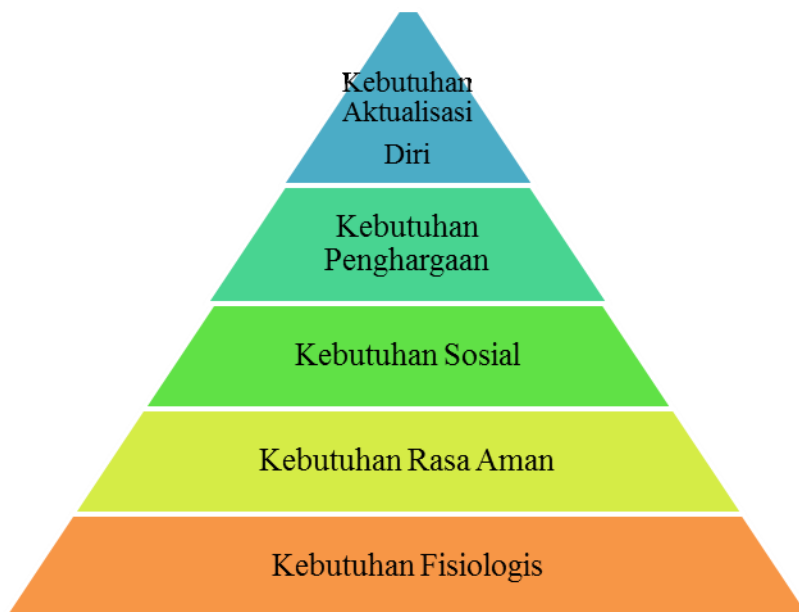 Kebutuhan
Aktualisasi
Diri
Kebutuhan
Penghargaan
Kebutuhan Sosial
Kebutuhan Rasa Aman
Kebutuhan Fisiologis